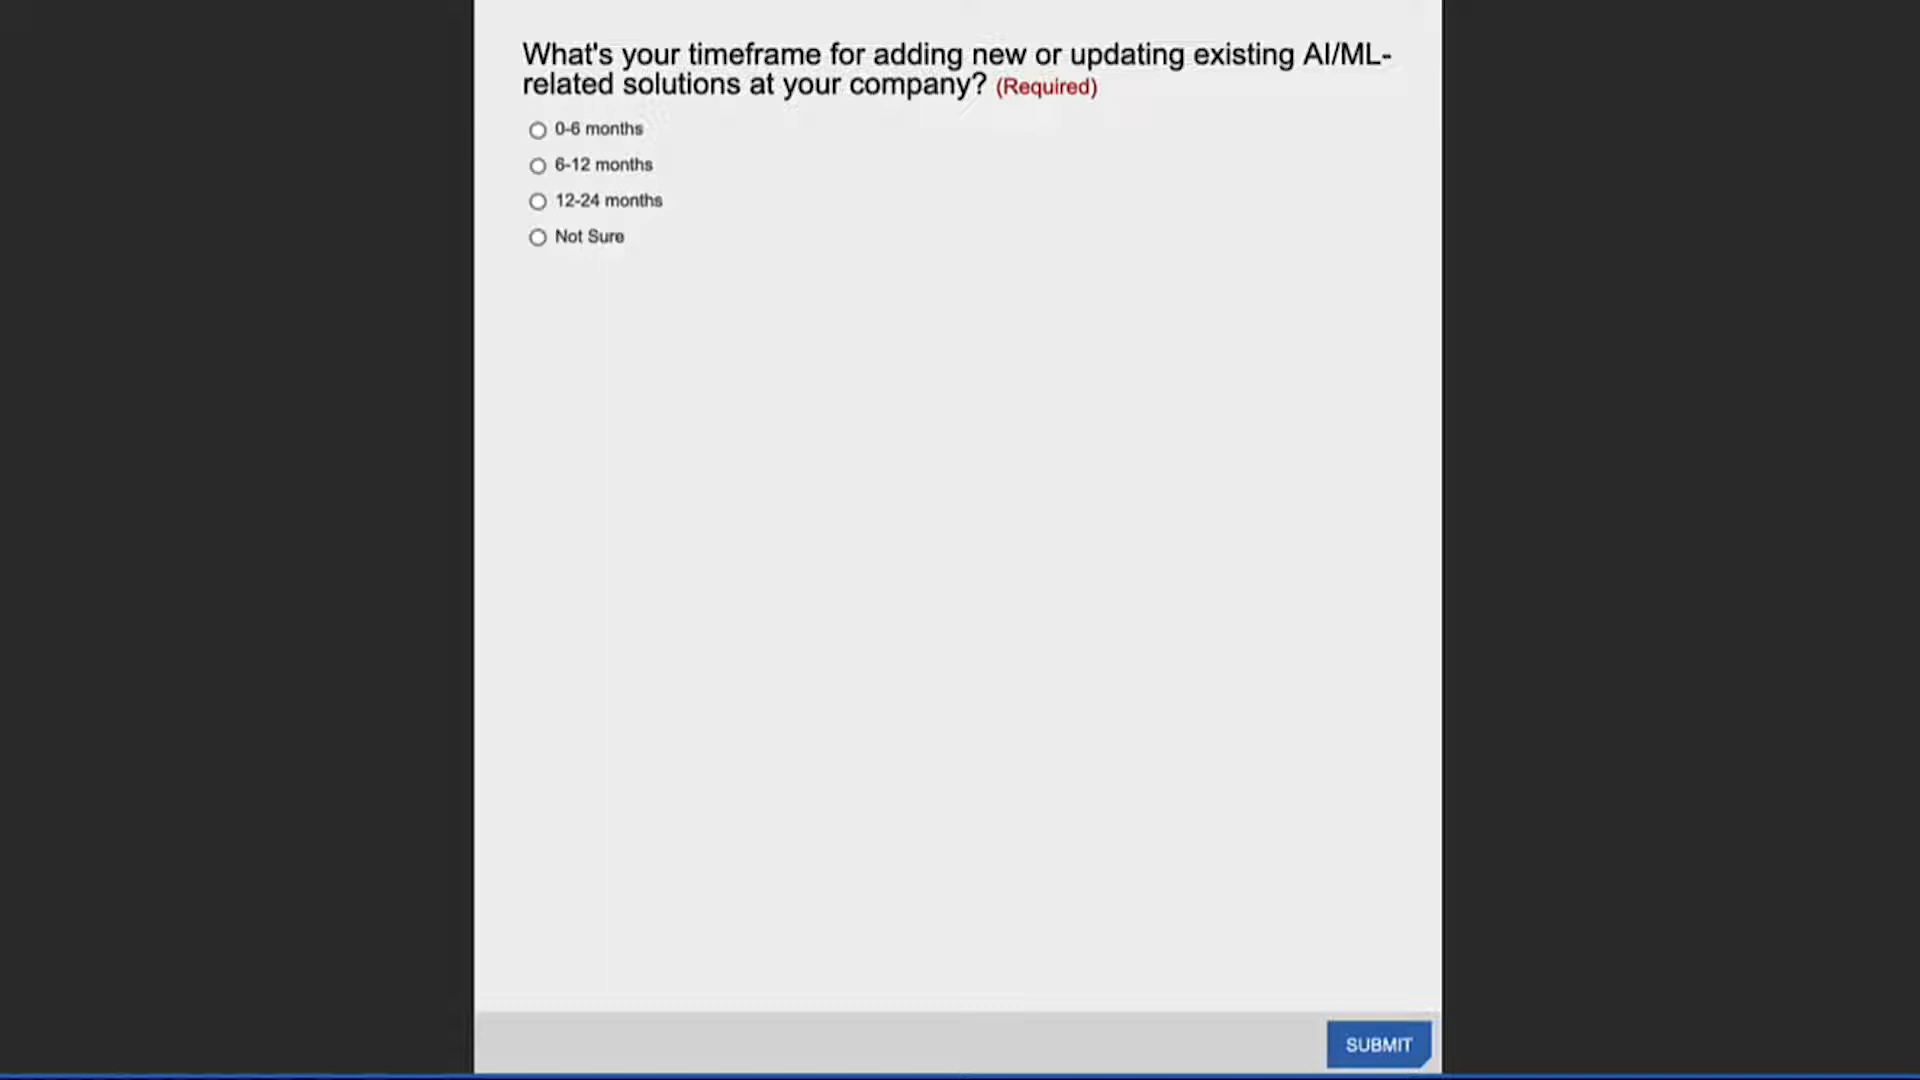 What's your timeframe for adding new or updating existing AI/ML-
related solutions at your company? (Required)
0-6 months
6-12 months
12-24 months
Not Sure
SUBMIT